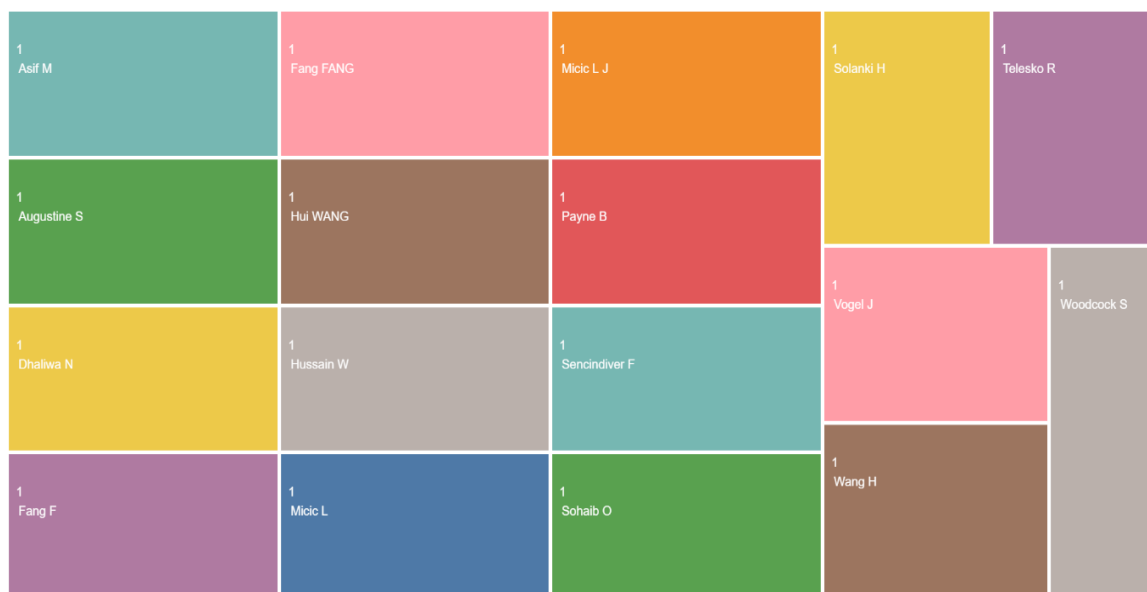 1
Asif M
1
Fang FANG
1
Micic L J
1
Solanki H
1
Telesko R
1
Augustine S
1
Hui WANG
1
Payne B
1
Vogel J
1
Woodcock S
1
Dhaliwa N
1
Hussain W
1
Sencindiver F
1
Wang H
1
Fang F
1
Micic L
1
Sohaib O